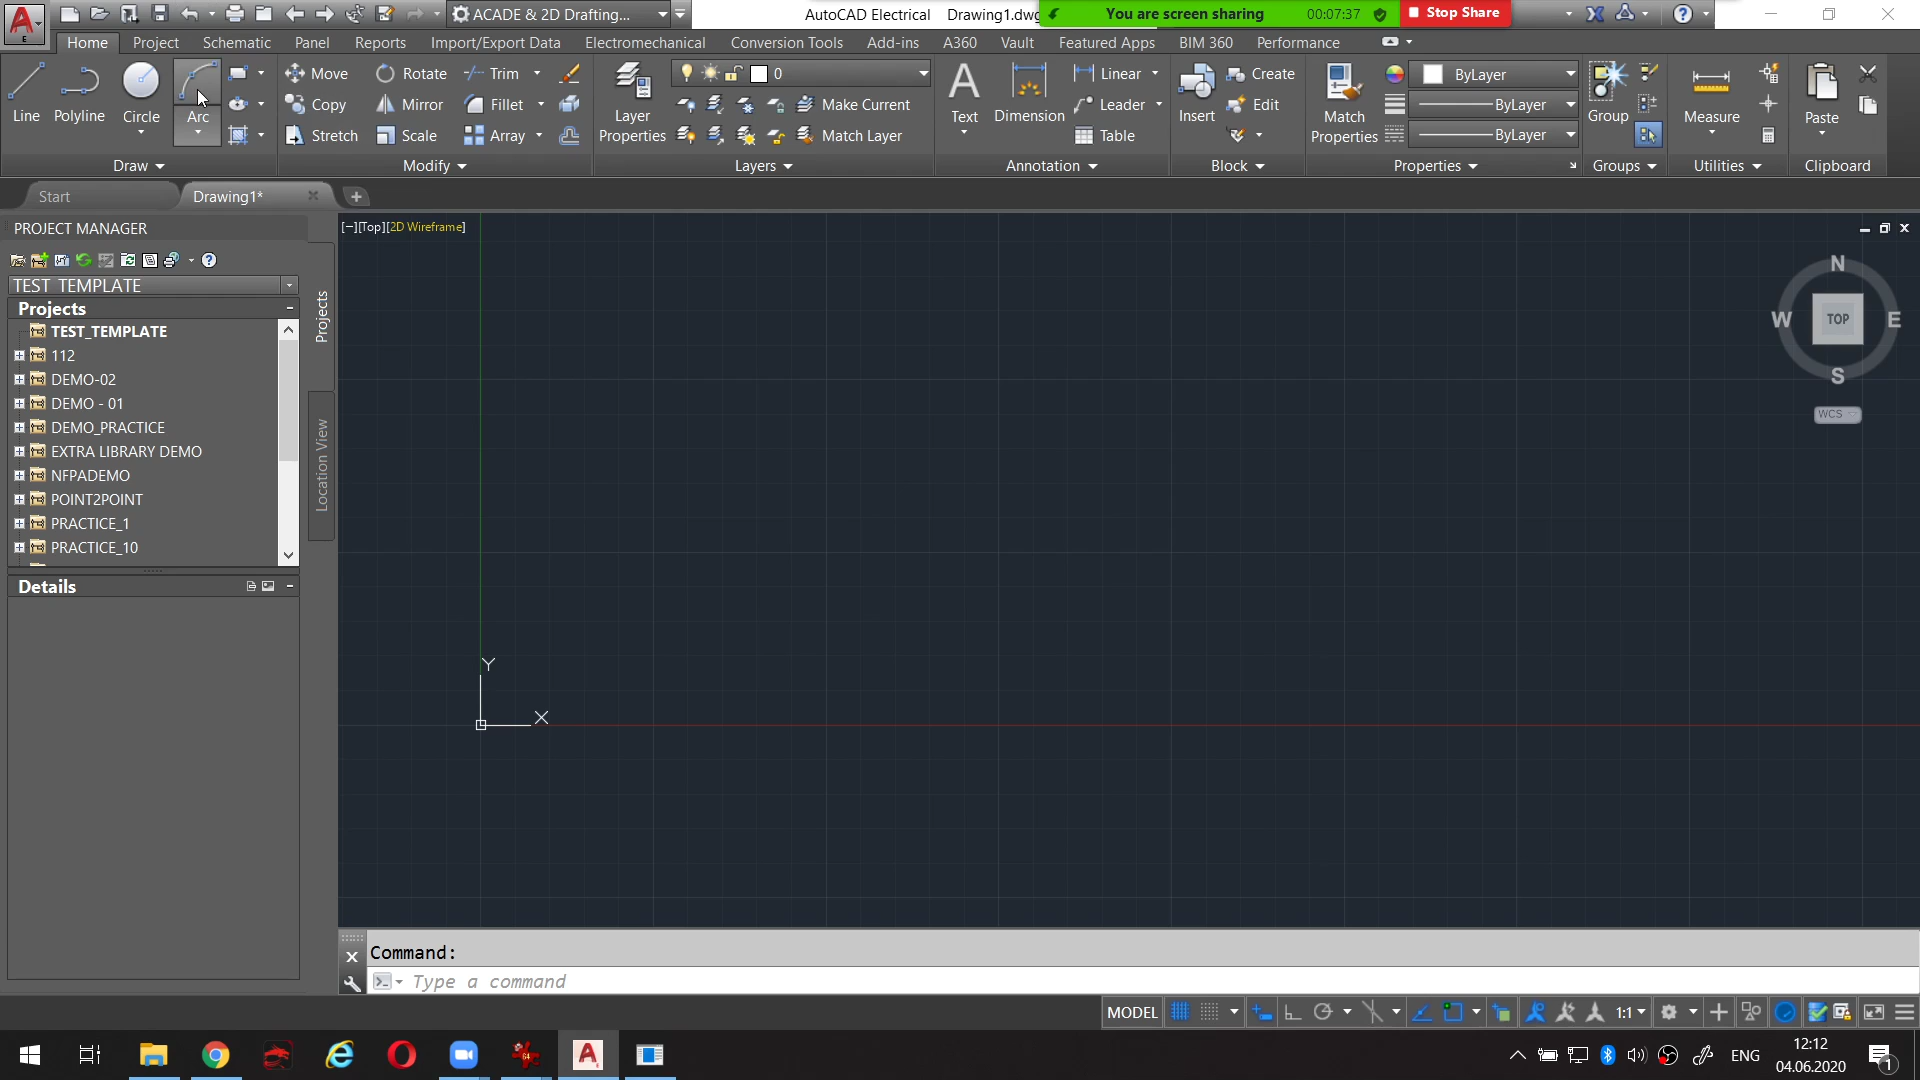 ACADE & 2D Drafting...
AutoCAD Electrical Drawing1.dwg
You are screen sharing 00:07:37 Stop Share
Home Project Schematic Panel Reports Import/Export Data Electromechanical Conversion Tools Add-ins A360 Vault Featured Apps BIM 360 Performance
Line Polyline Circle Arc
Move Rotate Trim
Copy Mirror Fillet
Stretch Scale Array
Layer Properties
0
Make Current
Match Layer
Text Dimension
Linear
Leader
Table
Insert
Create
Edit
Match Properties
ByLayer
ByLayer
ByLayer
Group
Measure
Paste
Draw Modify Layers Annotation Block Properties Groups Utilities Clipboard
Start Drawing1*
PROJECT MANAGER
TEST_TEMPLATE
Projects
TEST_TEMPLATE
112
DEMO-02
DEMO - 01
DEMO_PRACTICE
EXTRA LIBRARY DEMO
NFPADEMO
POINT2POINT
PRACTICE_1
PRACTICE_10
Details
Projects
Location View
[−][Top][2D Wireframe]
N
W TOP E
S
WCS
Y
X
Command:
Type a command
MODEL 1:1
ENG
12:12
04.06.2020
1